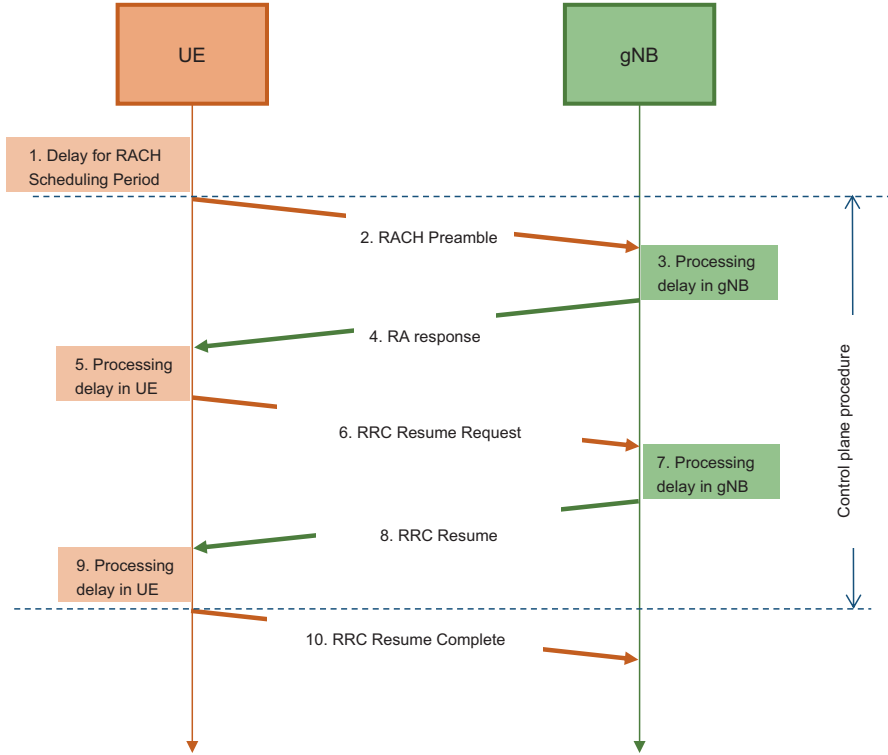 UE
gNB
1. Delay for RACH
Scheduling Period
2. RACH Preamble
3. Processing
delay in gNB
4. RA response
5. Processing
delay in UE
6. RRC Resume Request
7. Processing
delay in gNB
8. RRC Resume
9. Processing
delay in UE
10. RRC Resume Complete
Control plane procedure